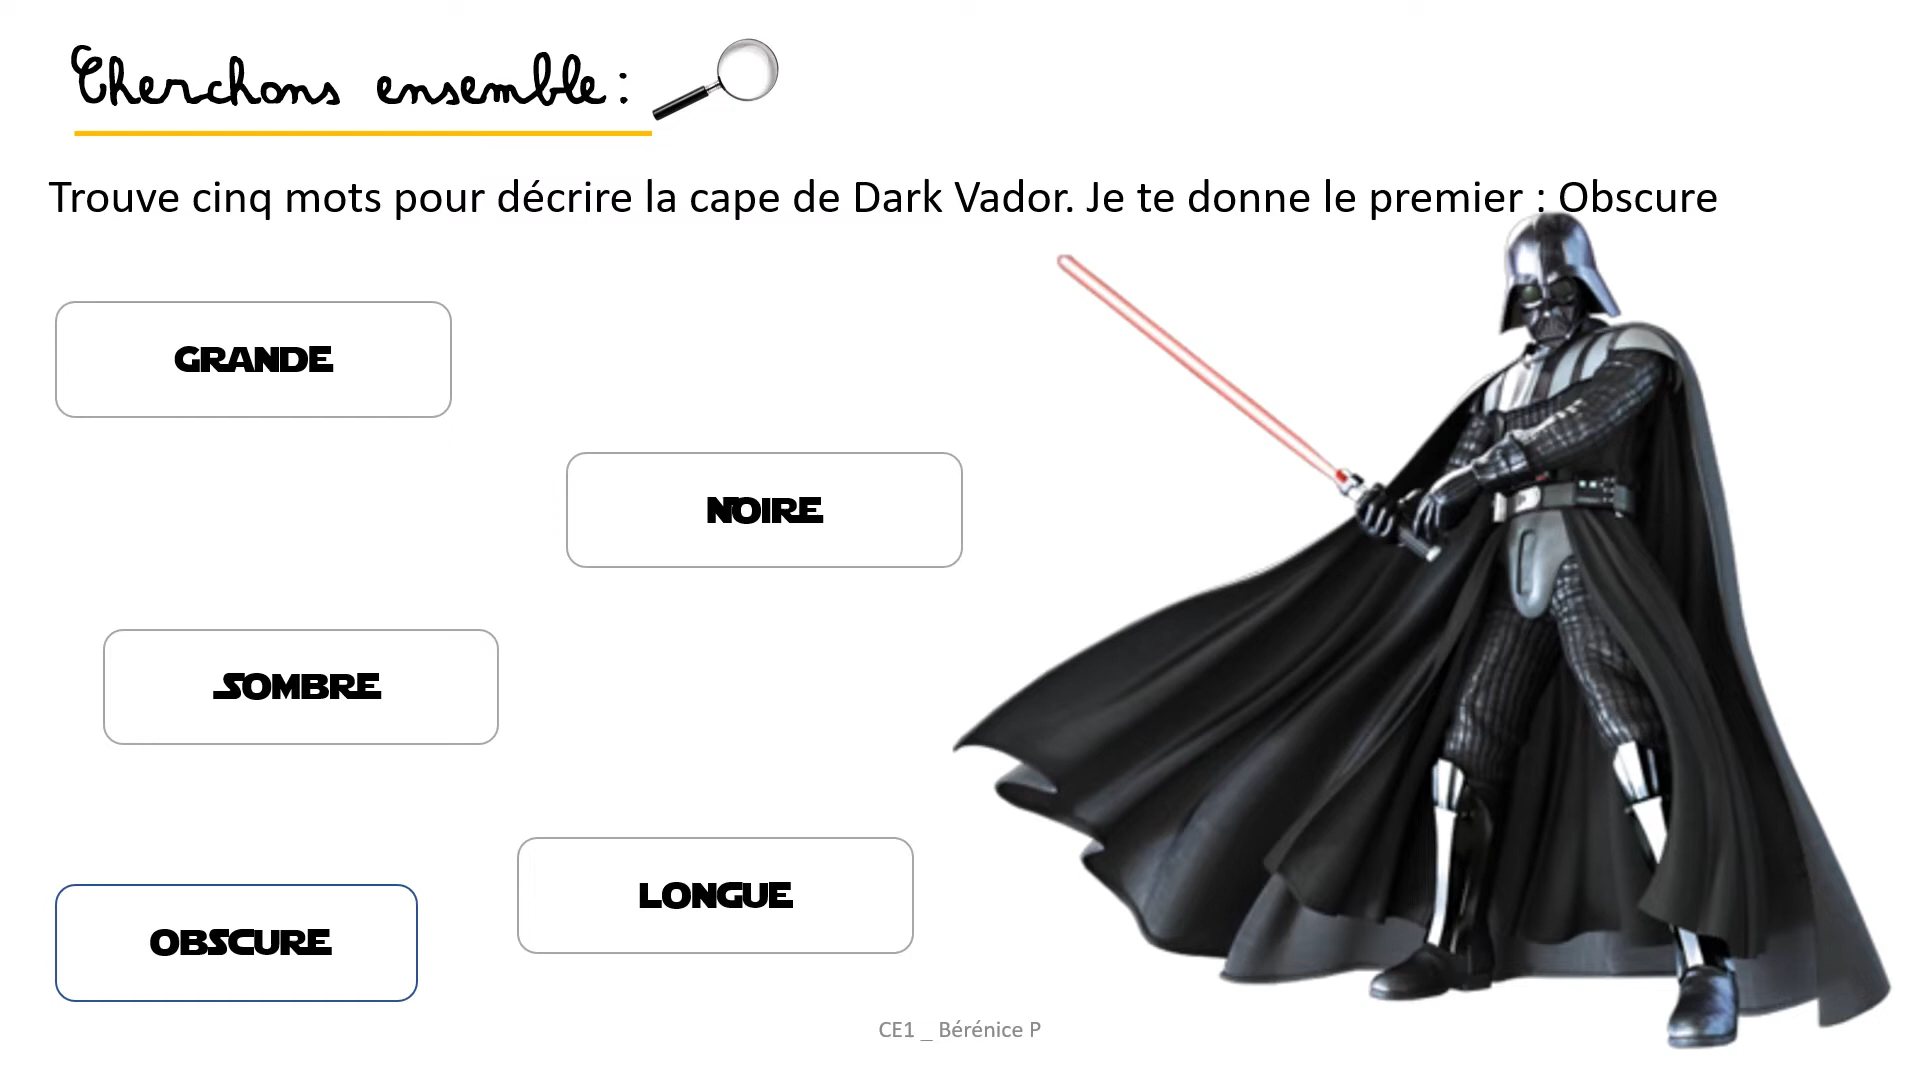 Cherchons ensemble :
Trouve cinq mots pour décrire la cape de Dark Vador. Je te donne le premier : Obscure
GRANDE
NOIRE
SOMBRE
LONGUE
OBSCURE
CE1 _ Bérénice P